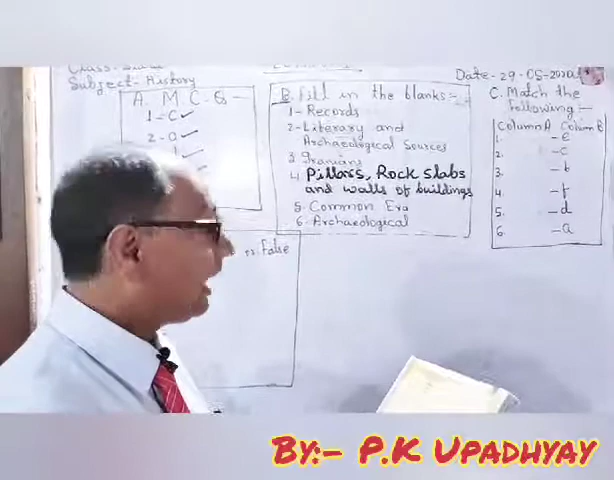 Subject- History
Date- 29-05-2020
A. M. C. Q -
1 - C ✓
2 - a ✓
B. Fill in the blanks:-
1- Records
2- Literary and
Archaeological Sources
3 Iranians
4 Pillars, Rock Slabs
and walls of buildings
5 Common Era
6 Archaeological
C. Match the
following:-
Column A Column B
1. - e
2. - c
3. - b
4. - f
5. - d
6. - a
False
By:- P.K UPADHYAY